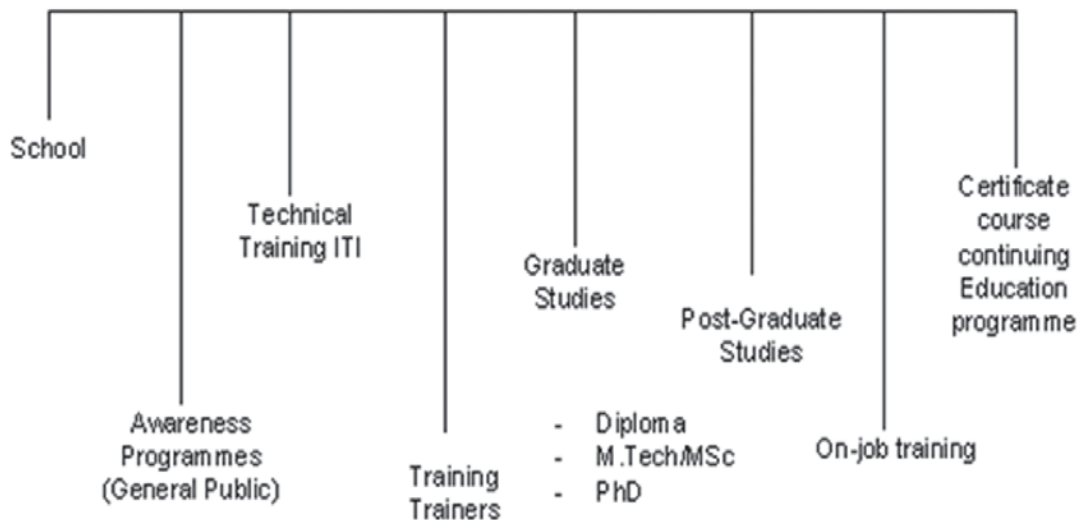 School
Technical
Training ITI
Certificate
course
continuing
Education
programme
Graduate
Studies
Post-Graduate
Studies
Awareness
Programmes
(General Public)
Training
Trainers
- Diploma
- M.Tech/MSc
- PhD
On-job training